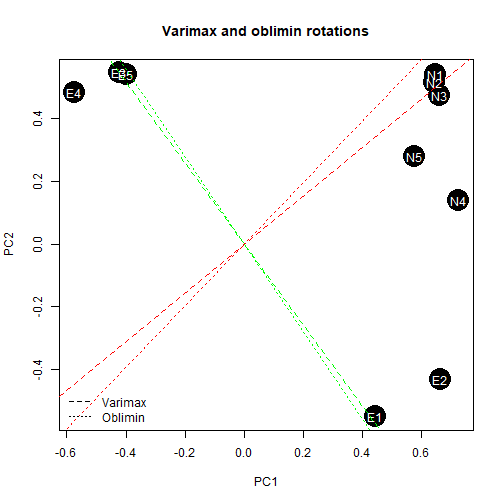 Varimax and oblimin rotations
E5
N1
N2
E4
N3
N5
N4
E2
E1
PC2
0.4
0.2
0.0
-0.2
-0.4
Varimax
Oblimin
-0.6
-0.4
-0.2
0.0
0.2
0.4
0.6
PC1